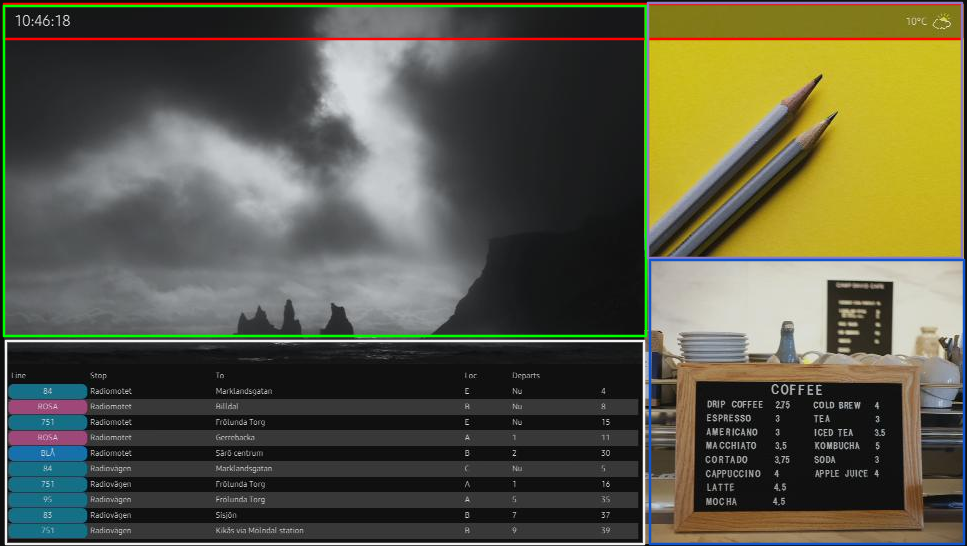 10:46:18
10°C
Line Stop To Loc Departs
84 Radiomotet Marklandsgatan E Nu 4
ROSA Radiomotet Billdal B Nu 8
751 Radiomotet Frölunda Torg E Nu 15
ROSA Radiomotet Gerrebacka A 1 11
BLÅ Radiomotet Särö centrum B 2 30
84 Radiovägen Marklandsgatan C Nu 5
751 Radiovägen Frölunda Torg A 1 16
95 Radiovägen Frölunda Torg A 5 35
83 Radiovägen Sisjön B 7 37
751 Radiovägen Kikås via Mölndal station B 9 39
COFFEE
DRIP COFFEE 2,75 COLD BREW 4
ESPRESSO 3 TEA 3
AMERICANO 3 ICED TEA 3.5
MACCHIATO 3,5 KOMBUCHA 5
CORTADO 3,75 SODA 3
CAPPUCCINO 4 APPLE JUICE 4
LATTE 4,5
MOCHA 4,5